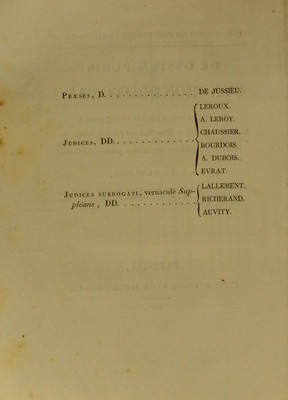 PRÆSES, D. . . . . . . . . . . . . . . DE JUSSIEU.
LEROUX.
A. LEROY.
CHAUSSIER.
JUDICES, DD. . . . . . . . . . . . . BOURDOIS.
A. DUBOIS.
EVRAT.
JUDICES SURROGATI, vernaculè Sup- LALLEMENT.
pléans, DD. . . . . . . . . . . . RICHERAND.
AUVITY.